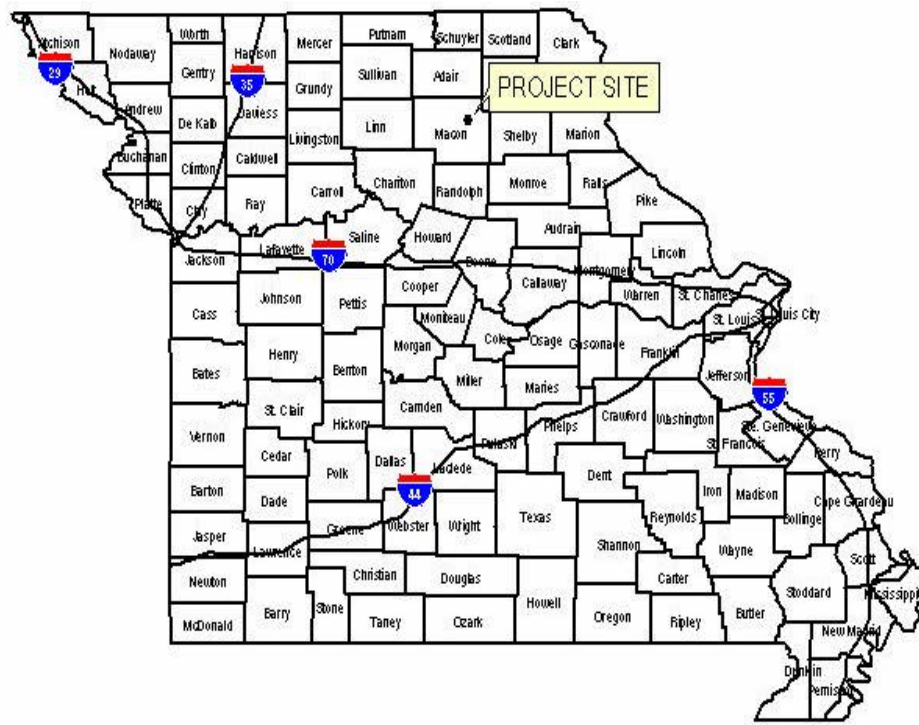 Atchison
Nodaway
Worth
Harrison
Mercer
Putnam
Schuyler
Scotland
Clark
29
Holt
Gentry
35
Grundy
Sullivan
Adair
PROJECT SITE
Andrew
De Kalb
Daviess
Livingston
Linn
Macon
Shelby
Marion
Buchanan
Clinton
Caldwell
Chariton
Randolph
Monroe
Ralls
Pike
Platte
Clay
Ray
Carroll
Audrain
Jackson
Lafayette
70
Saline
Howard
Boone
Callaway
Montgomery
Lincoln
Cass
Johnson
Pettis
Cooper
Moniteau
Warren
St. Charles
St. Louis
St. Louis City
Bates
Henry
Benton
Morgan
Cole
Osage
Gasconade
Franklin
Jefferson
Miller
Maries
55
Vernon
St. Clair
Hickory
Camden
Pulaski
Phelps
Crawford
Washington
St. Francois
Ste. Genevieve
Perry
Barton
Cedar
Polk
Dallas
Laclede
Dent
Iron
Madison
Cape Girardeau
Jasper
Dade
Greene
44
Webster
Wright
Texas
Shannon
Reynolds
Wayne
Bollinger
Scott
Newton
Lawrence
Christian
Douglas
Carter
Stoddard
Mississippi
McDonald
Barry
Stone
Taney
Ozark
Howell
Oregon
Ripley
Butler
New Madrid
Dunklin
Pemiscot